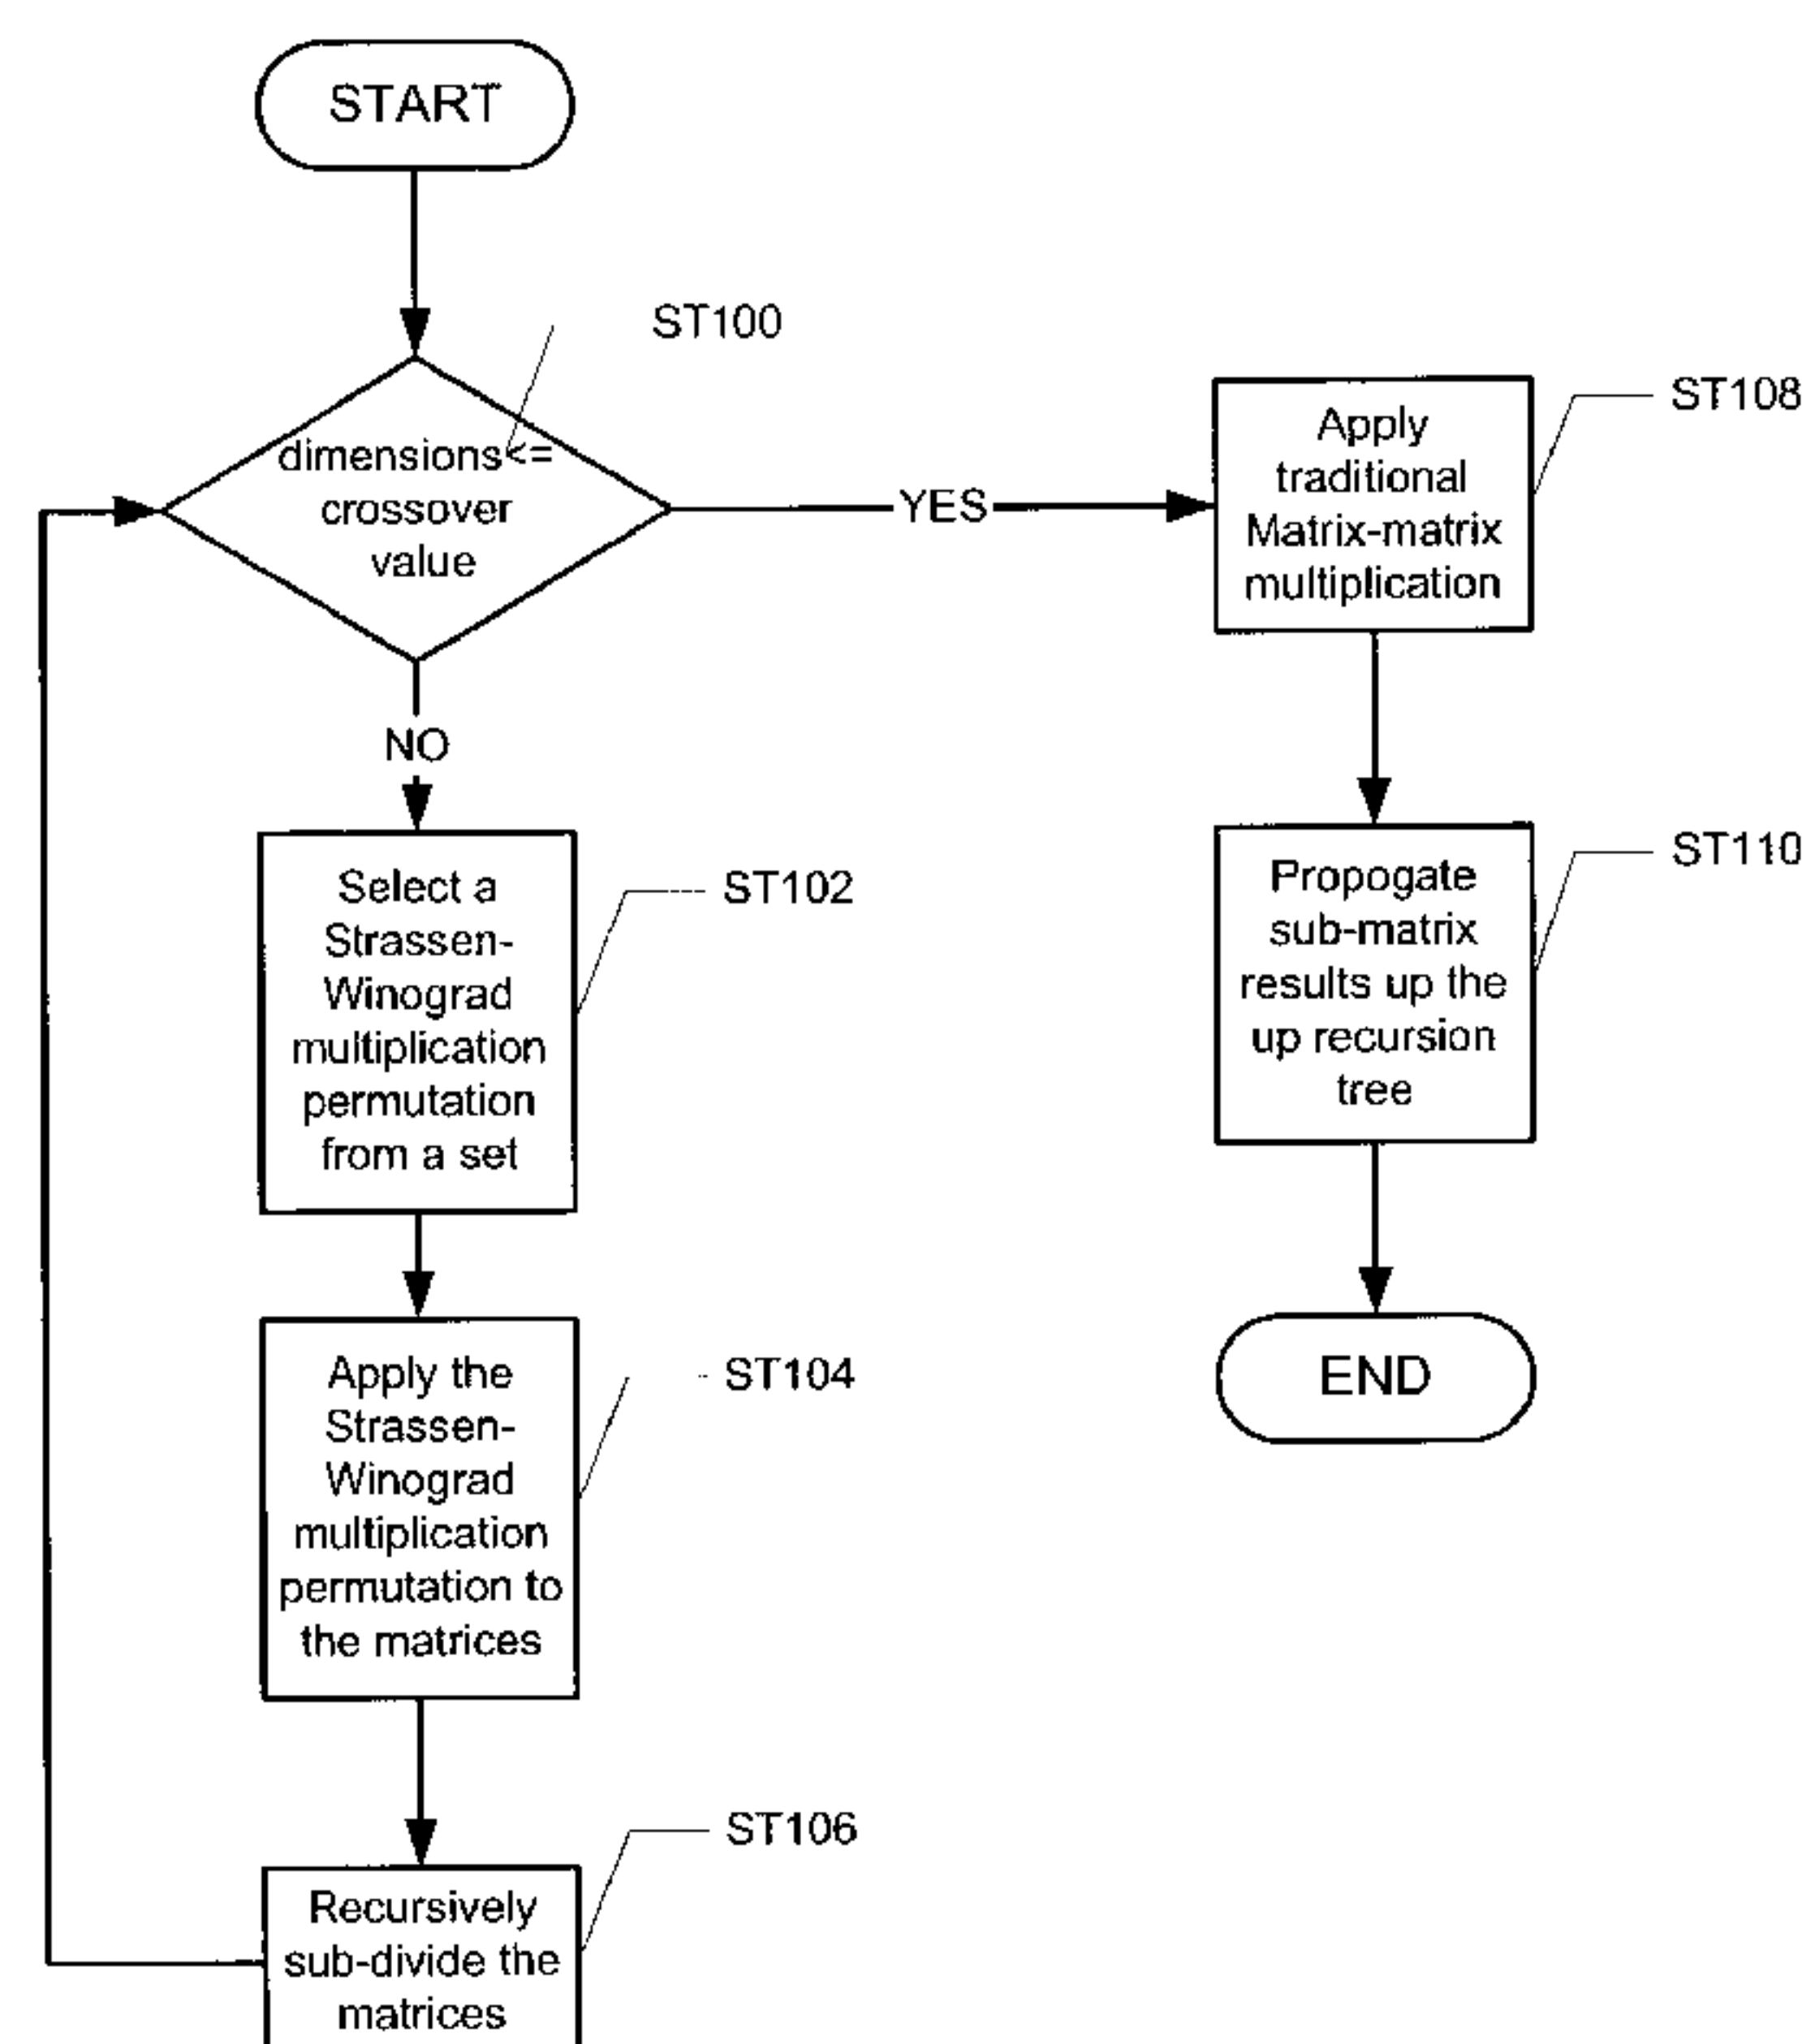 START
ST100
dimensions<=
crossover
value
YES
NO
Apply
traditional
Matrix-matrix
multiplication
ST108
Select a
Strassen-
Winograd
multiplication
permutation
from a set
ST102
Propogate
sub-matrix
results up the
up recursion
tree
ST110
Apply the
Strassen-
Winograd
multiplication
permutation to
the matrices
ST104
END
Recursively
sub-divide the
matrices
ST106